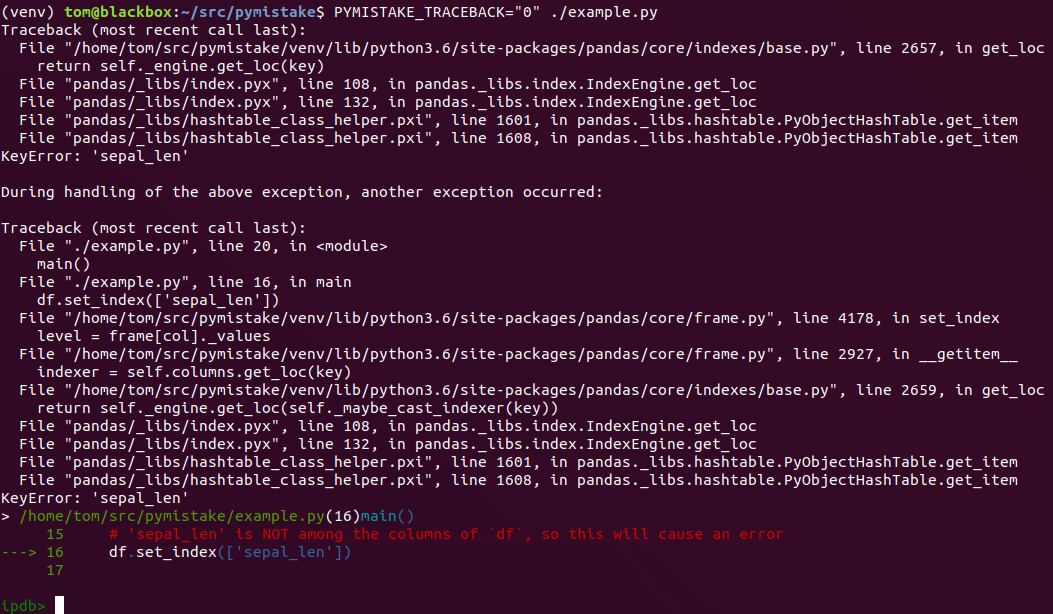 (venv) tom@blackbox:~/src/pymistake$ PYMISTAKE_TRACEBACK="0" ./example.py
Traceback (most recent call last):
  File "/home/tom/src/pymistake/venv/lib/python3.6/site-packages/pandas/core/indexes/base.py", line 2657, in get_loc
    return self._engine.get_loc(key)
  File "pandas/_libs/index.pyx", line 108, in pandas._libs.index.IndexEngine.get_loc
  File "pandas/_libs/index.pyx", line 132, in pandas._libs.index.IndexEngine.get_loc
  File "pandas/_libs/hashtable_class_helper.pxi", line 1601, in pandas._libs.hashtable.PyObjectHashTable.get_item
  File "pandas/_libs/hashtable_class_helper.pxi", line 1608, in pandas._libs.hashtable.PyObjectHashTable.get_item
KeyError: 'sepal_len'

During handling of the above exception, another exception occurred:

Traceback (most recent call last):
  File "./example.py", line 20, in <module>
    main()
  File "./example.py", line 16, in main
    df.set_index(['sepal_len'])
  File "/home/tom/src/pymistake/venv/lib/python3.6/site-packages/pandas/core/frame.py", line 4178, in set_index
    level = frame[col]._values
  File "/home/tom/src/pymistake/venv/lib/python3.6/site-packages/pandas/core/frame.py", line 2927, in __getitem__
    indexer = self.columns.get_loc(key)
  File "/home/tom/src/pymistake/venv/lib/python3.6/site-packages/pandas/core/indexes/base.py", line 2659, in get_loc
    return self._engine.get_loc(self._maybe_cast_indexer(key))
  File "pandas/_libs/index.pyx", line 108, in pandas._libs.index.IndexEngine.get_loc
  File "pandas/_libs/index.pyx", line 132, in pandas._libs.index.IndexEngine.get_loc
  File "pandas/_libs/hashtable_class_helper.pxi", line 1601, in pandas._libs.hashtable.PyObjectHashTable.get_item
  File "pandas/_libs/hashtable_class_helper.pxi", line 1608, in pandas._libs.hashtable.PyObjectHashTable.get_item
KeyError: 'sepal_len'
> /home/tom/src/pymistake/example.py(16)main()
     15     # 'sepal_len' is NOT among the columns of `df`, so this will cause an error
---> 16     df.set_index(['sepal_len'])
     17

ipdb>